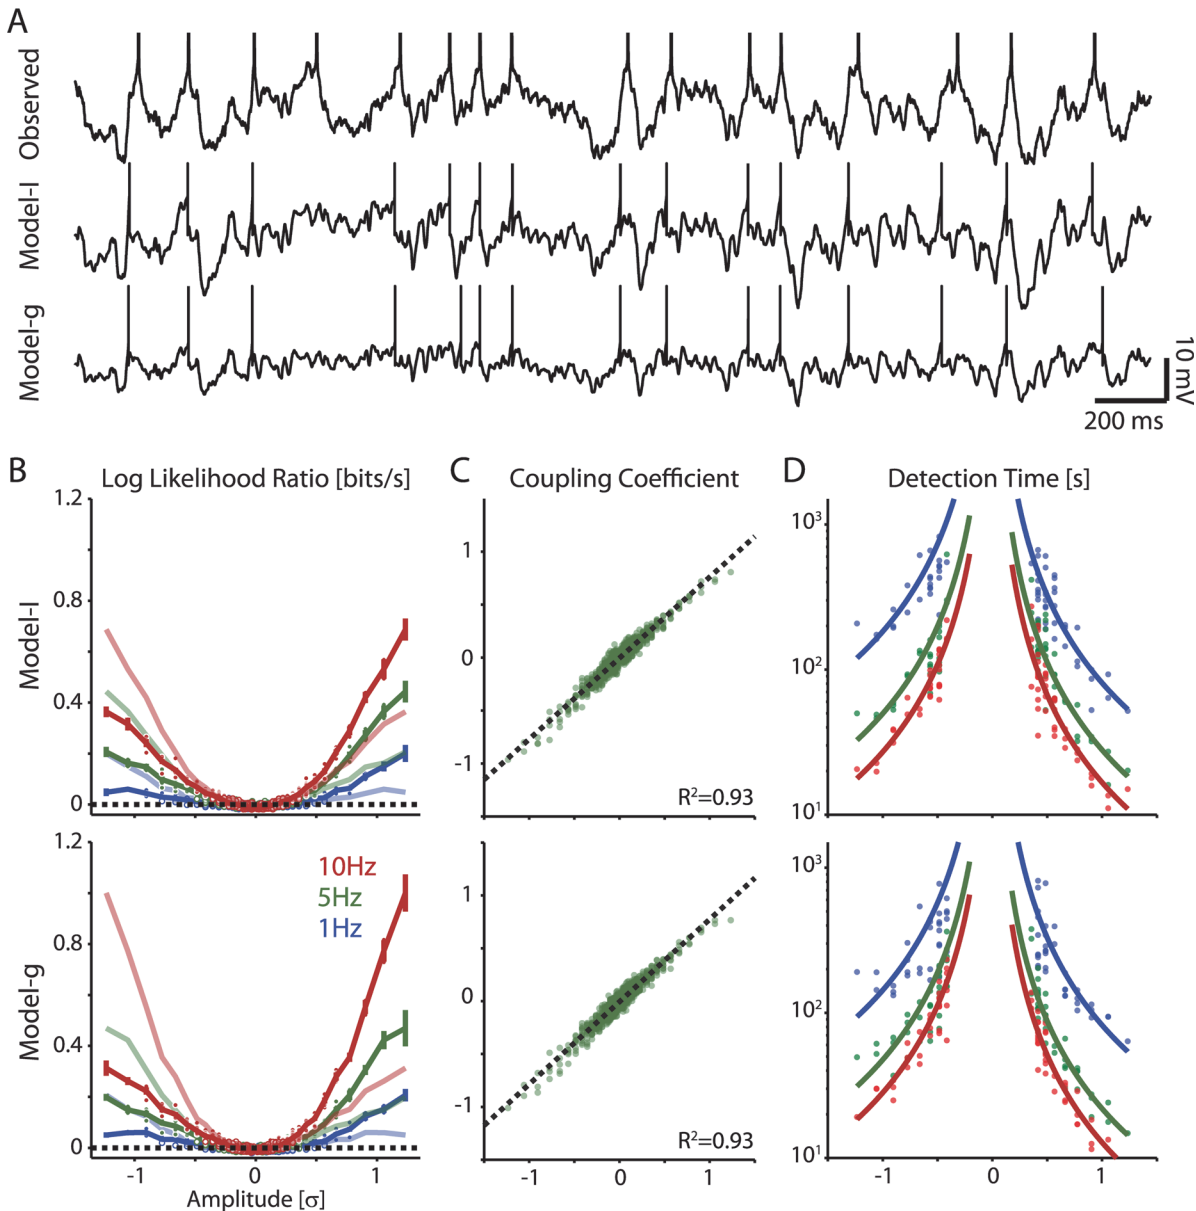 A
Observed
Model-I
Model-g
10 mV
200 ms
B Log Likelihood Ratio [bits/s] C Coupling Coefficient D Detection Time [s]
Model-I
1.2
0.8
0.4
0
1
0
-1
R²=0.93
10³
10²
10¹
Model-g
1.2
0.8
0.4
0
10Hz
5Hz
1Hz
-1 0 1
Amplitude [σ]
1
0
-1
R²=0.93
-1 0 1
10³
10²
10¹
-1 0 1